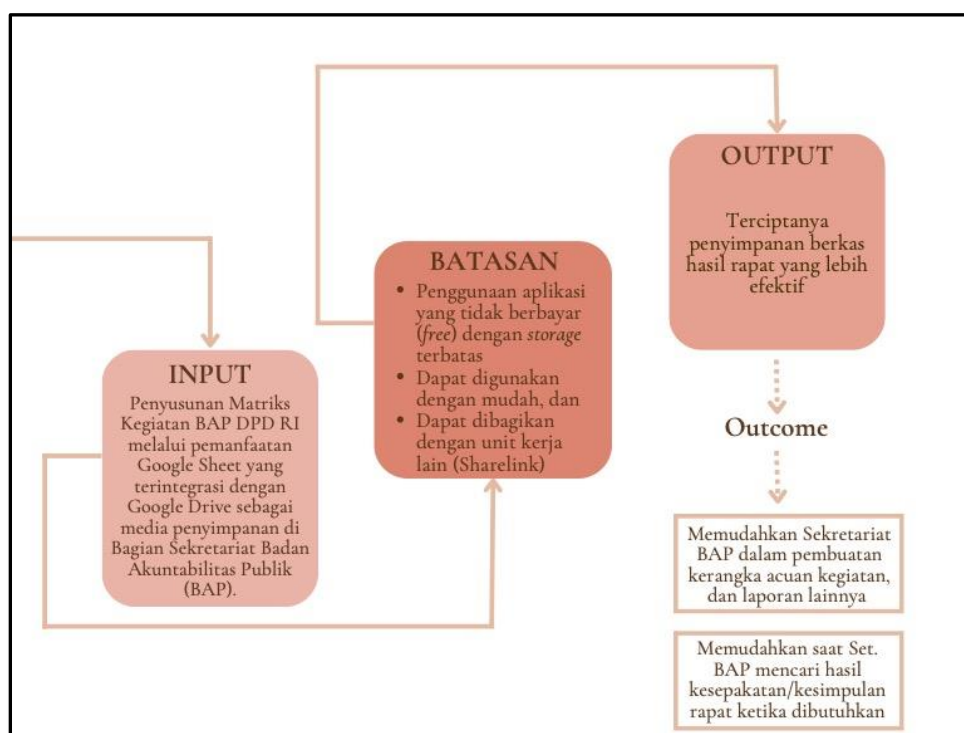 INPUT
Penyusunan Matriks
Kegiatan BAP DPD RI
melalui pemanfaatan
Google Sheet yang
terintegrasi dengan
Google Drive sebagai
media penyimpanan di
Bagian Sekretariat Badan
Akuntabilitas Publik
(BAP).
BATASAN
• Penggunaan aplikasi
yang tidak berbayar
(free) dengan storage
terbatas
• Dapat digunakan
dengan mudah, dan
• Dapat dibagikan
dengan unit kerja
lain (Sharelink)
OUTPUT
Terciptanya
penyimpanan berkas
hasil rapat yang lebih
efektif
Outcome
Memudahkan Sekretariat
BAP dalam pembuatan
kerangka acuan kegiatan,
dan laporan lainnya
Memudahkan saat Set.
BAP mencari hasil
kesepakatan/kesimpulan
rapat ketika dibutuhkan